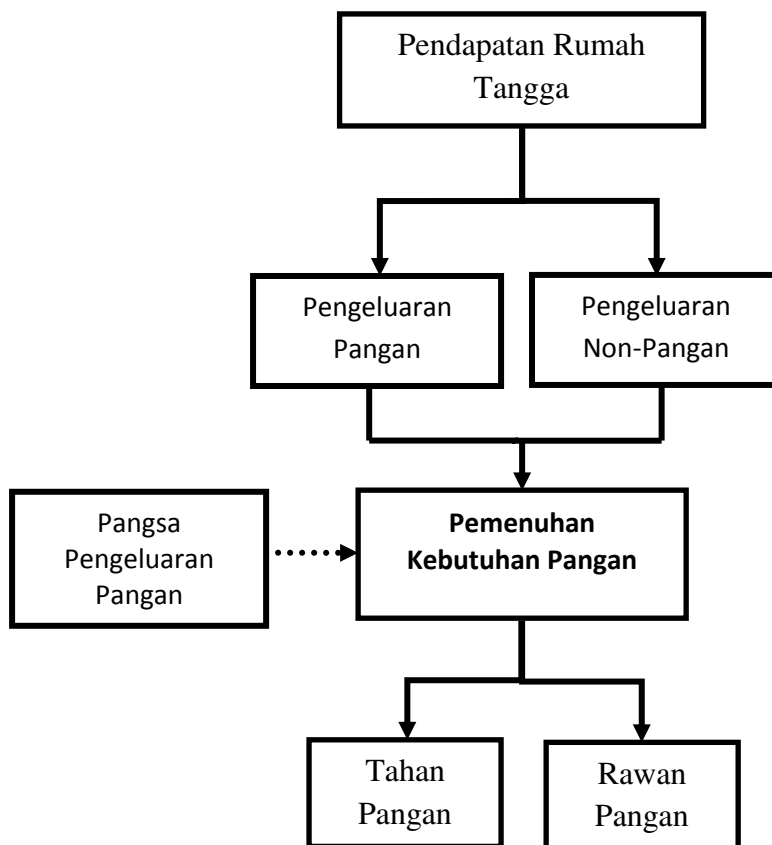 Pendapatan Rumah
Tangga
Pengeluaran
Pangan
Pengeluaran
Non-Pangan
Pangsa
Pengeluaran
Pangan
Pemenuhan
Kebutuhan Pangan
Tahan
Pangan
Rawan
Pangan